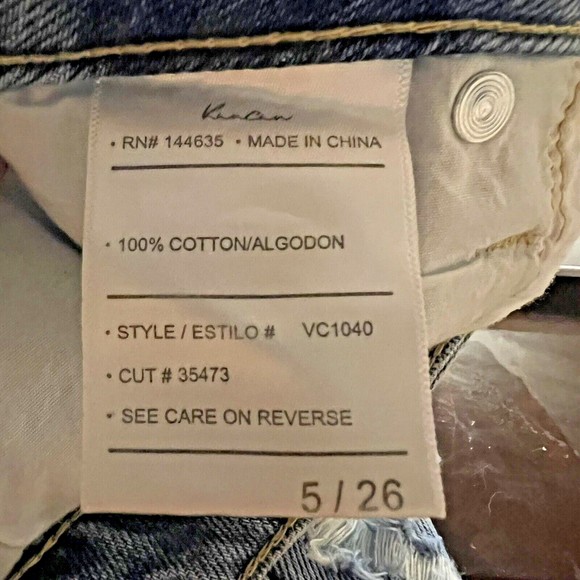 KanCan
• RN# 144635 • MADE IN CHINA
• 100% COTTON/ALGODON
• STYLE / ESTILO # VC1040
• CUT # 35473
• SEE CARE ON REVERSE
5 / 26